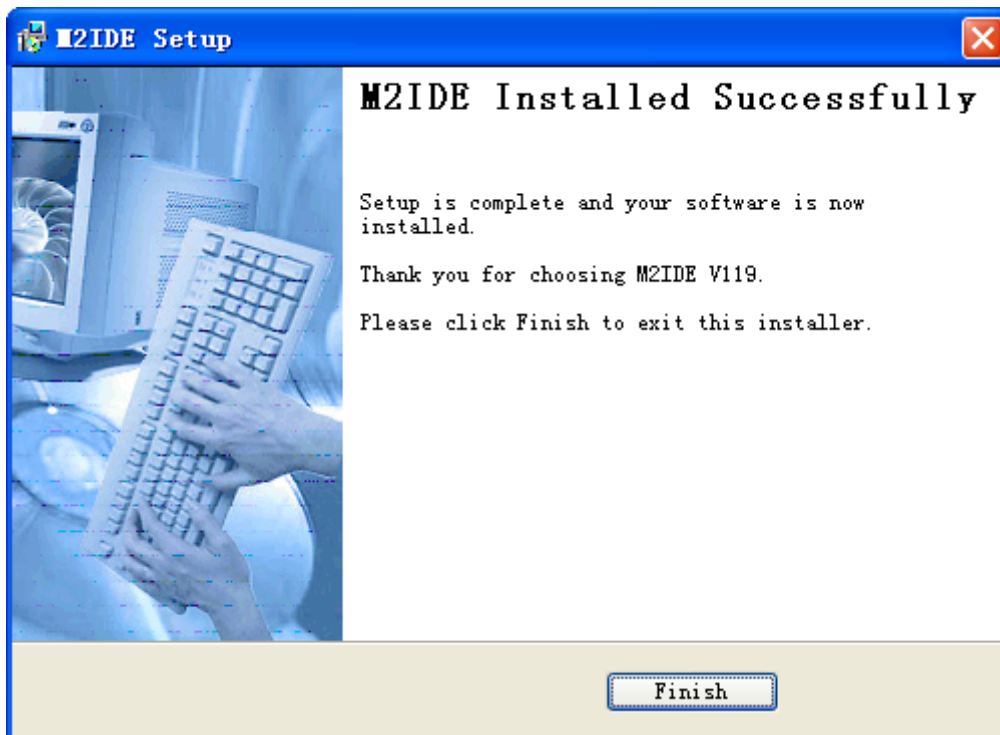 M2IDE Setup
M2IDE Installed Successfully
Setup is complete and your software is now
installed.
Thank you for choosing M2IDE V119.
Please click Finish to exit this installer.
Finish